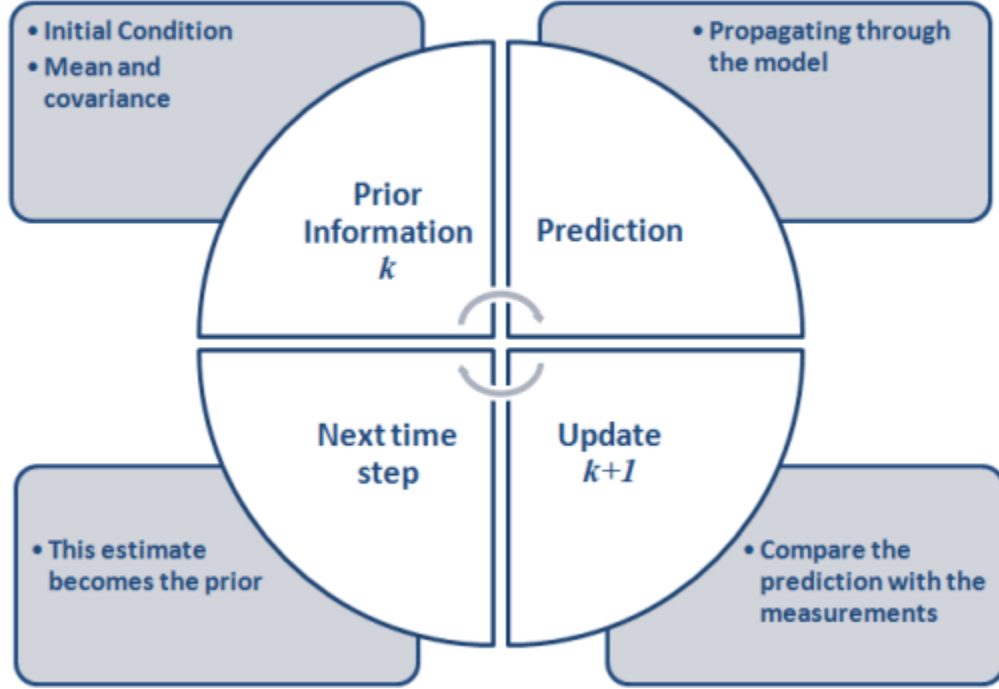 • Initial Condition
• Mean and
covariance
• Propagating through
the model
Prior
Information
k
Prediction
Next time
step
Update
k+1
• This estimate
becomes the prior
• Compare the
prediction with the
measurements